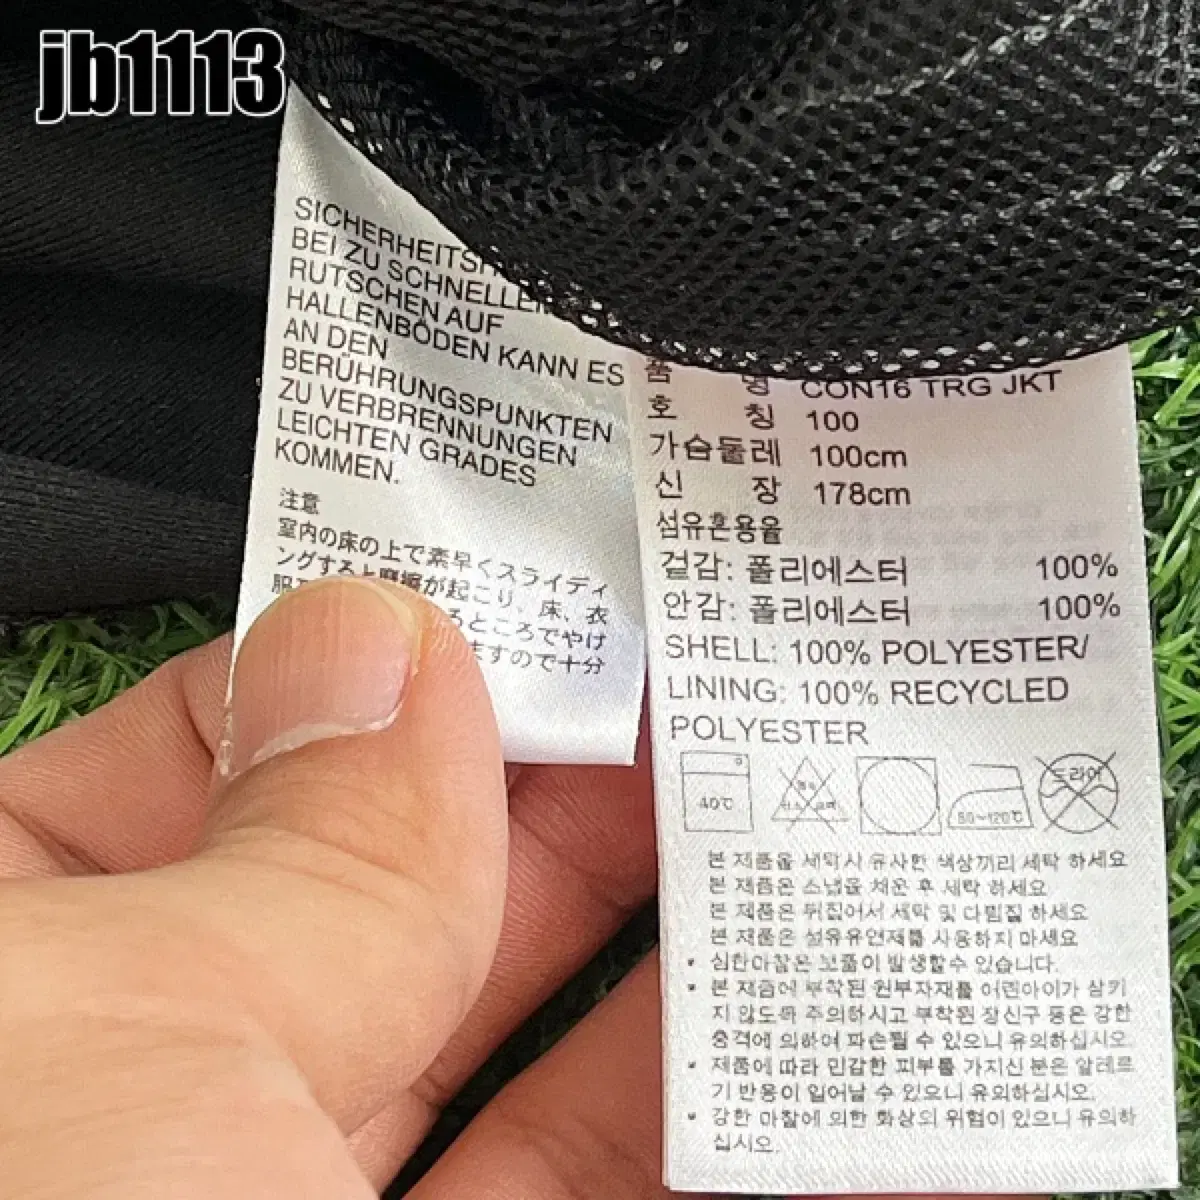 jb1113
SICHERHEITSH
BEI ZU SCHNELLE
RUTSCHEN AUF
HALLENBÖDEN KANN ES
AN DEN
BERÜHRUNGSPUNKTEN
ZU VERBRENNUNGEN
LEICHTEN GRADES
KOMMEN.
注意
室内の床の上で素早くスライディ
ングすると摩擦が起こり、床、衣
るところでやけ
ますので十分
품 명 CON16 TRG JKT
호 칭 100
가슴둘레 100cm
신 장 178cm
섬유혼용율
겉감: 폴리에스터 100%
안감: 폴리에스터 100%
SHELL: 100% POLYESTER/
LINING: 100% RECYCLED
POLYESTER
40℃
80~120℃
드라이
본 제품을 세탁시 유사한 색상끼리 세탁 하세요
본 제품은 스냅을 채운 후 세탁 하세요
본 제품은 뒤집어서 세탁 및 다림질 하세요
본 제품은 섬유유연제를 사용하지 마세요
• 심한마찰은 보풀이 발생할수 있습니다.
• 본 제품에 부착된 원부자재를 어린아이가 삼키
지 않도록 주의하시고 부착된 장신구 등은 강한
충격에 의하여 파손될 수 있으니 유의하십시오.
• 제품에 따라 민감한 피부를 가지신 분은 알레르
기 반응이 일어날 수 있으니 유의하십시오.
• 강한 마찰에 의한 화상의 위험이 있으니 유의하
십시오.